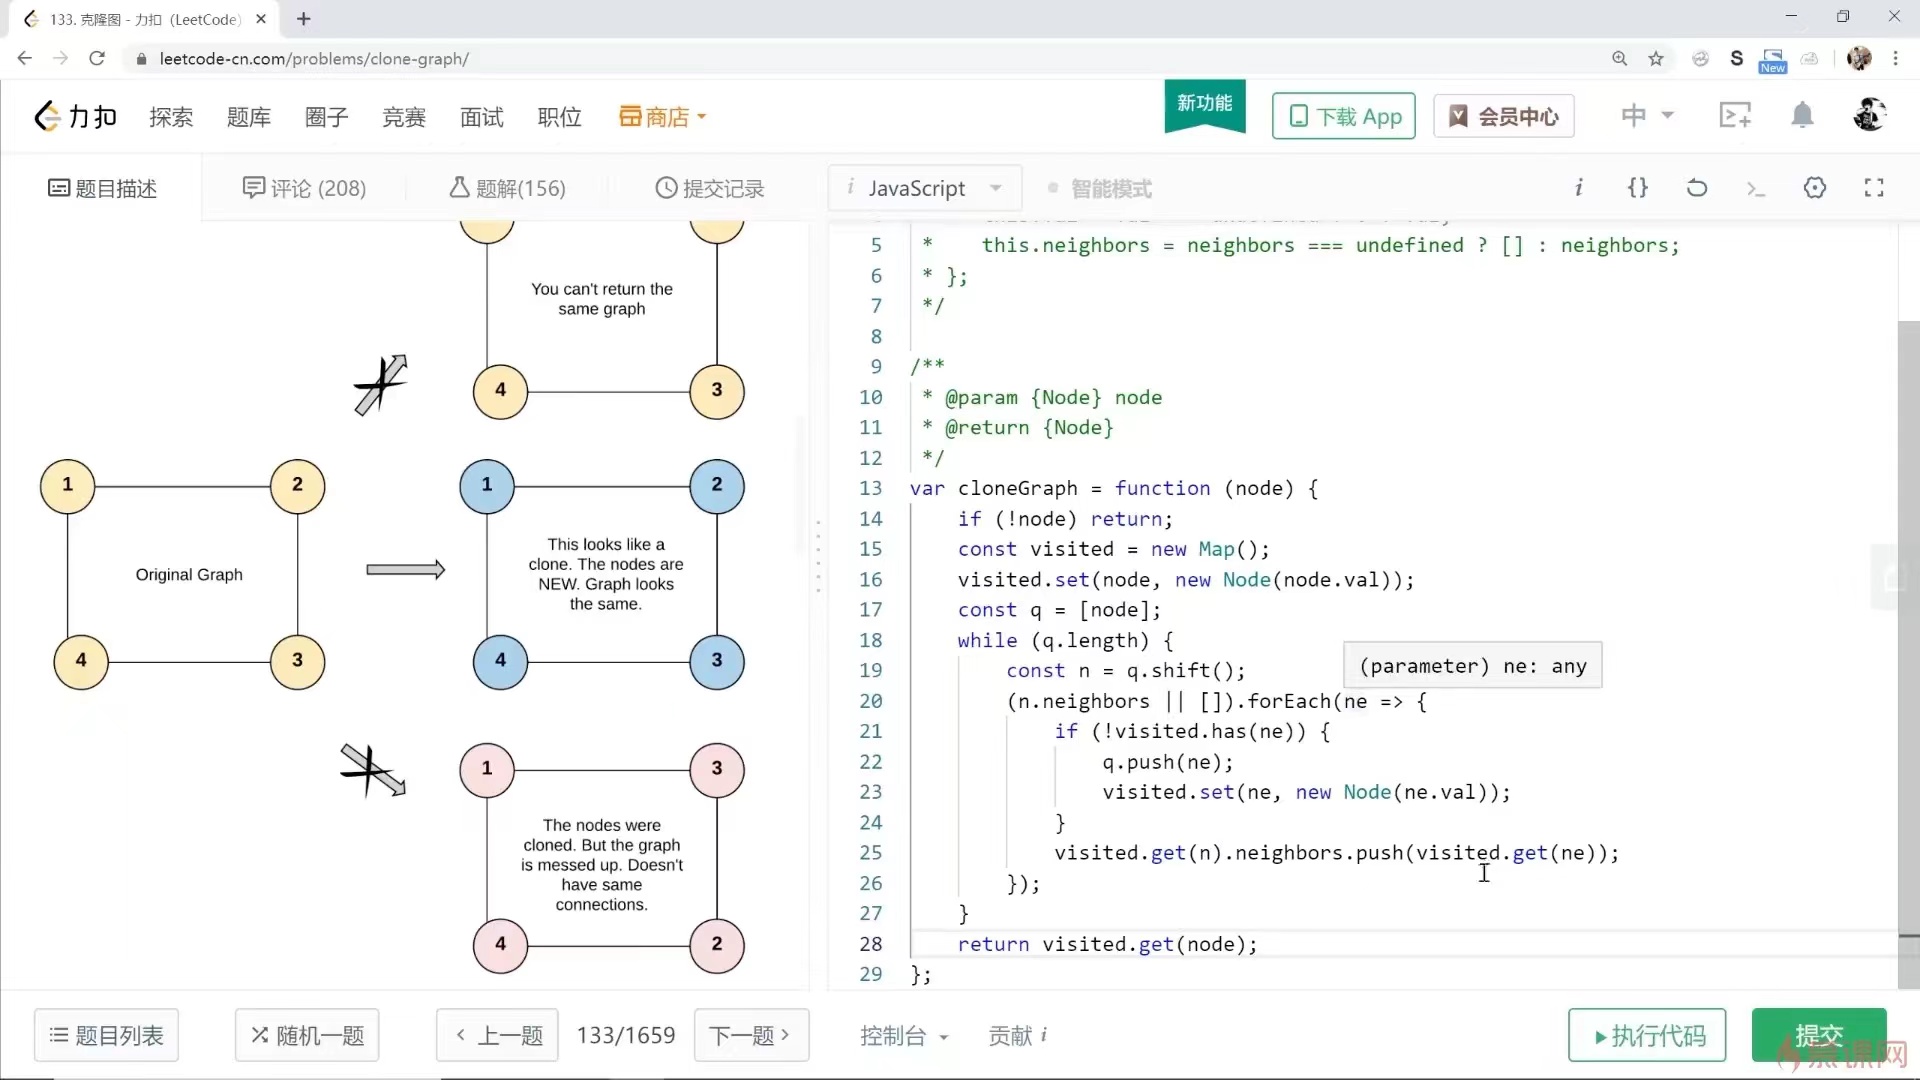 133. 克隆图 - 力扣（LeetCode）
leetcode-cn.com/problems/clone-graph/
S
New
力扣
探索
题库
圈子
竞赛
面试
职位
商店
新功能
下载 App
会员中心
中
题目描述
评论 (208)
题解(156)
提交记录
i JavaScript
智能模式
i
{}
You can't return the
same graph
4
3
1
2
Original Graph
4
3
1
2
This looks like a
clone. The nodes are
NEW. Graph looks
the same.
4
3
1
3
The nodes were
cloned. But the graph
is messed up. Doesn't
have same
connections.
4
2
5 *    this.neighbors = neighbors === undefined ? [] : neighbors;
6 * };
7 */
8
9 /**
10 * @param {Node} node
11 * @return {Node}
12 */
13 var cloneGraph = function (node) {
14     if (!node) return;
15     const visited = new Map();
16     visited.set(node, new Node(node.val));
17     const q = [node];
18     while (q.length) {
19         const n = q.shift();
(parameter) ne: any
20         (n.neighbors || []).forEach(ne => {
21             if (!visited.has(ne)) {
22                 q.push(ne);
23                 visited.set(ne, new Node(ne.val));
24             }
25             visited.get(n).neighbors.push(visited.get(ne));
26         });
27     }
28     return visited.get(node);
29 };
题目列表
随机一题
上一题
133/1659
下一题
控制台
贡献 i
执行代码
提交
慕课网